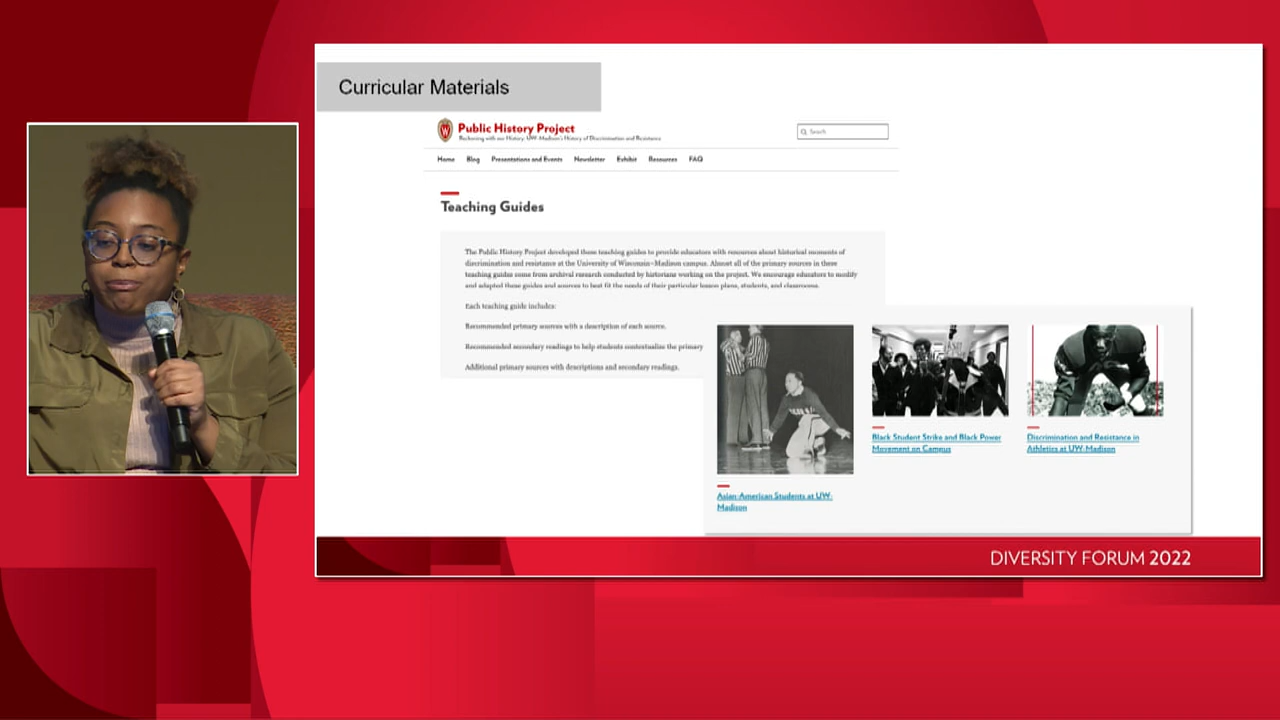 Curricular Materials
W
Public History Project
Reckoning with our History: UW-Madison's History of Discrimination and Resistance
Search
Home Blog Presentations and Events Newsletter Exhibit Resources FAQ
Teaching Guides
The Public History Project developed these teaching guides to provide educators with resources about historical moments of
discrimination and resistance at the University of Wisconsin–Madison campus. Almost all of the primary sources in these
teaching guides come from archival research conducted by historians working on the project. We encourage educators to modify
and adapted these guides and sources to best fit the needs of their particular lesson plans, students, and classrooms.
Each teaching guide includes:
Recommended primary sources with a description of each source.
Recommended secondary readings to help students contextualize the primary
Additional primary sources with descriptions and secondary readings.
Asian-American Students at UW-
Madison
Black Student Strike and Black Power
Movement on Campus
Discrimination and Resistance in
Athletics at UW-Madison
DIVERSITY FORUM 2022